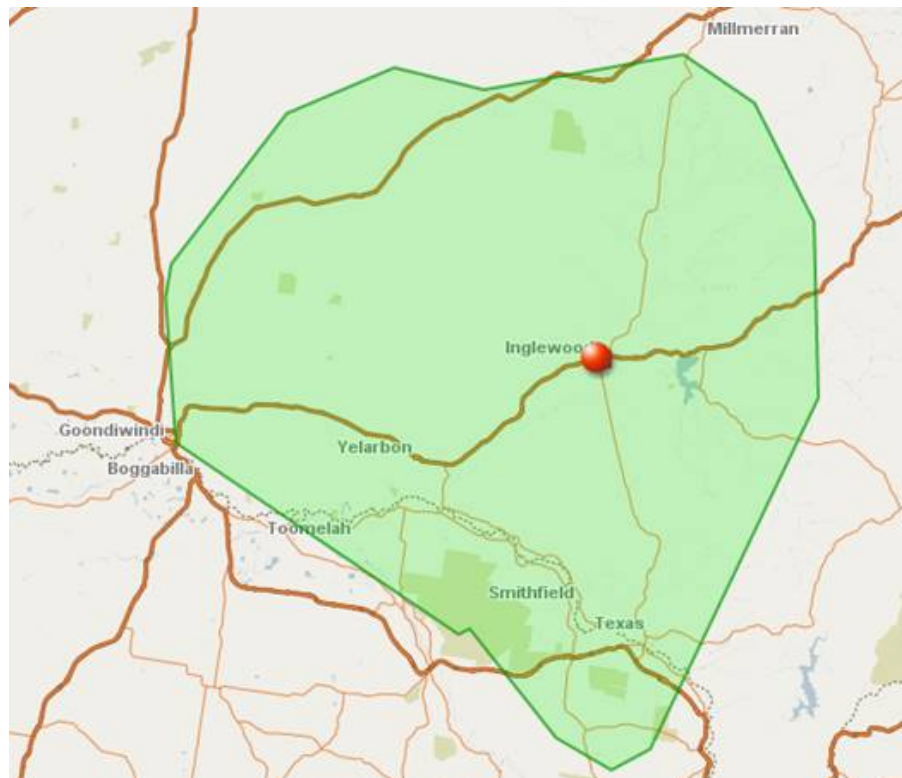 Millmerran
Inglewood
Goondiwindi
Yelarbon
Boggabilla
Toomelah
Smithfield
Texas